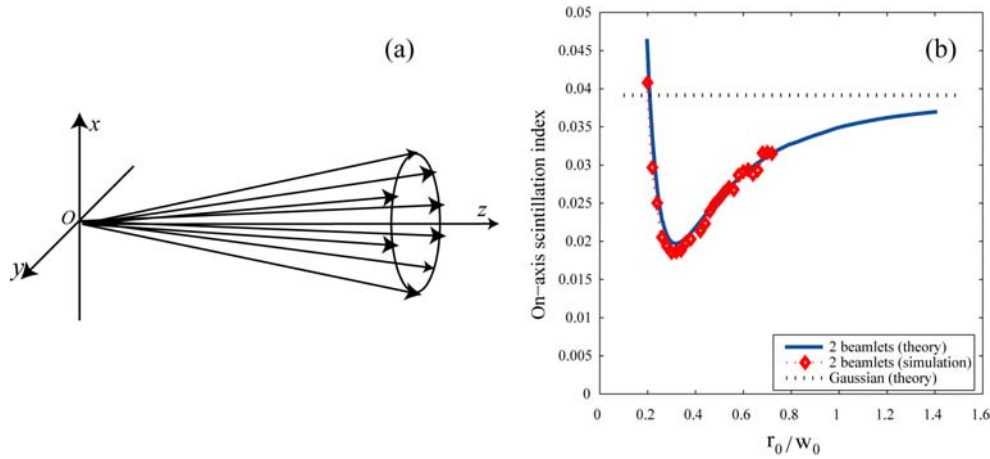 (a)
x
O
z
y
(b)
0.05
0.045
0.04
0.035
0.03
0.025
0.02
0.015
0.01
0.005
0
On-axis scintillation index
2 beamlets (theory)
2 beamlets (simulation)
Gaussian (theory)
0 0.2 0.4 0.6 0.8 1 1.2 1.4 1.6
r₀/w₀